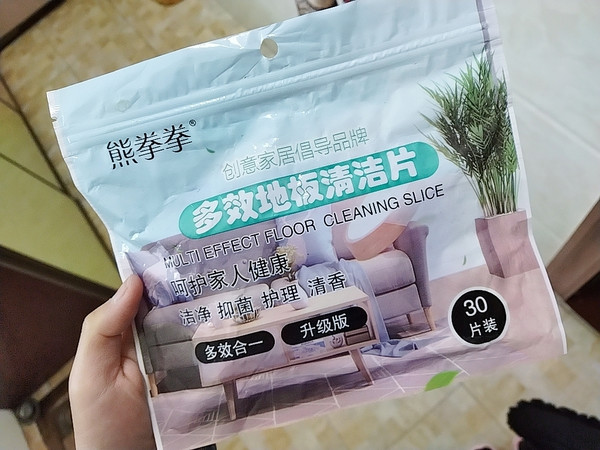 熊拳拳®
创意家居倡导品牌
多效地板清洁片
MULTI EFFECT FLOOR CLEANING SLICE
呵护家人健康
洁净 抑菌 护理 清香
多效合一 升级版
30
片装